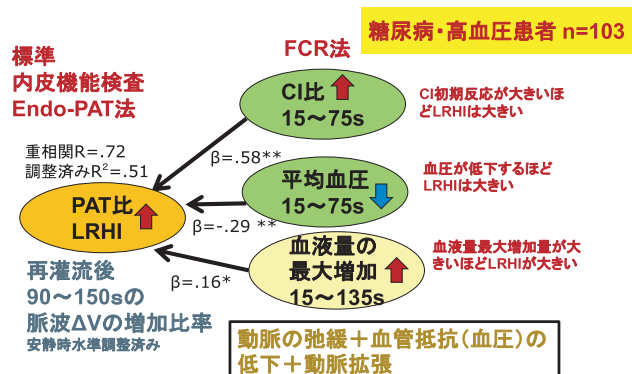 糖尿病・高血圧患者 n=103
FCR法
標準
内皮機能検査
Endo-PAT法
CI比
15～75s
CI初期反応が大きいほ
どLRHIは大きい
重相関R=.72
調整済みR²=.51
β=.58**
平均血圧
15～75s
血圧が低下するほど
LRHIは大きい
PAT比
LRHI
β=-.29 **
血液量の
最大増加
15～135s
血液量最大増加量が大
きいほどLRHIが大きい
β=.16*
再灌流後
90～150sの
脈波ΔVの増加比率
安静時水準調整済み
動脈の弛緩＋血管抵抗（血圧）の
低下＋動脈拡張